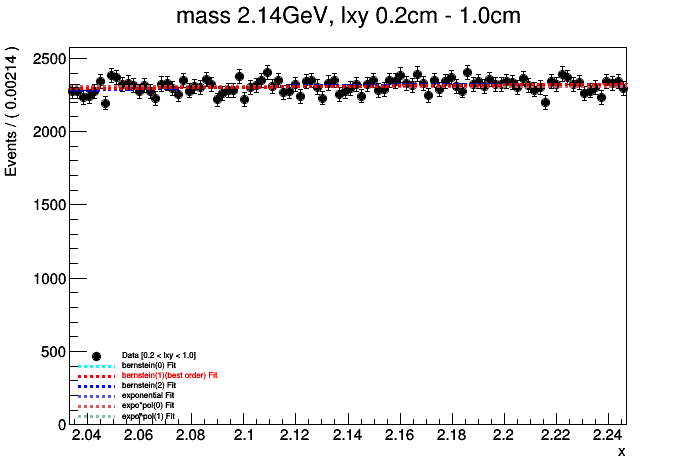 mass 2.14GeV, lxy 0.2cm - 1.0cm
Events / ( 0.00214 )
2500
2000
1500
1000
500
0
Data [0.2 < lxy < 1.0]
bernstein(0) Fit
bernstein(1)(best order) Fit
bernstein(2) Fit
exponential Fit
expo*pol(0) Fit
expo*pol(1) Fit
2.04 2.06 2.08 2.1 2.12 2.14 2.16 2.18 2.2 2.22 2.24
x